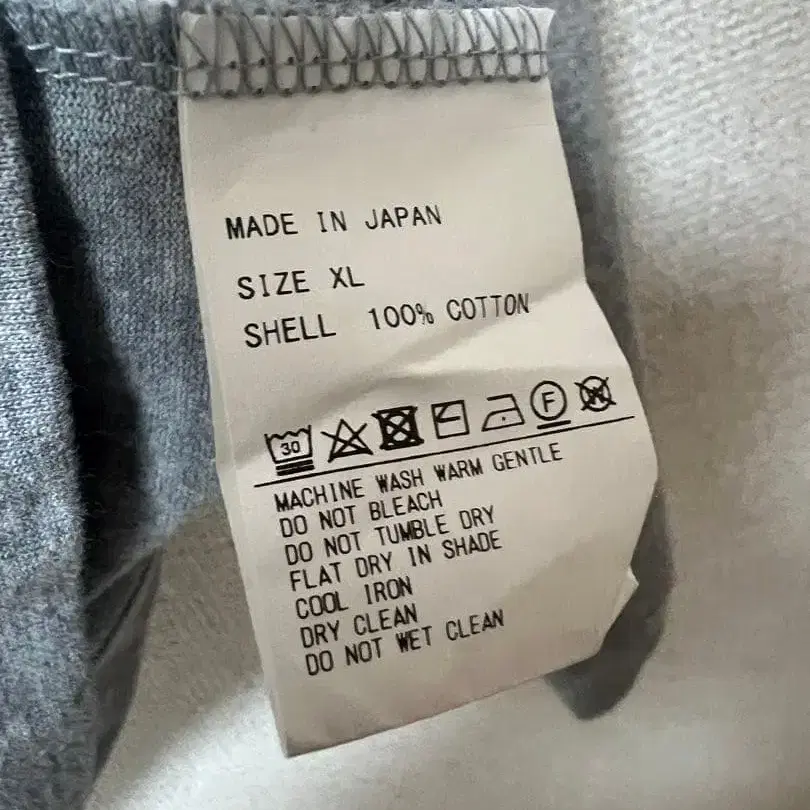 MADE IN JAPAN
SIZE XL
SHELL 100% COTTON
30 F W
MACHINE WASH WARM GENTLE
DO NOT BLEACH
DO NOT TUMBLE DRY
FLAT DRY IN SHADE
COOL IRON
DRY CLEAN
DO NOT WET CLEAN